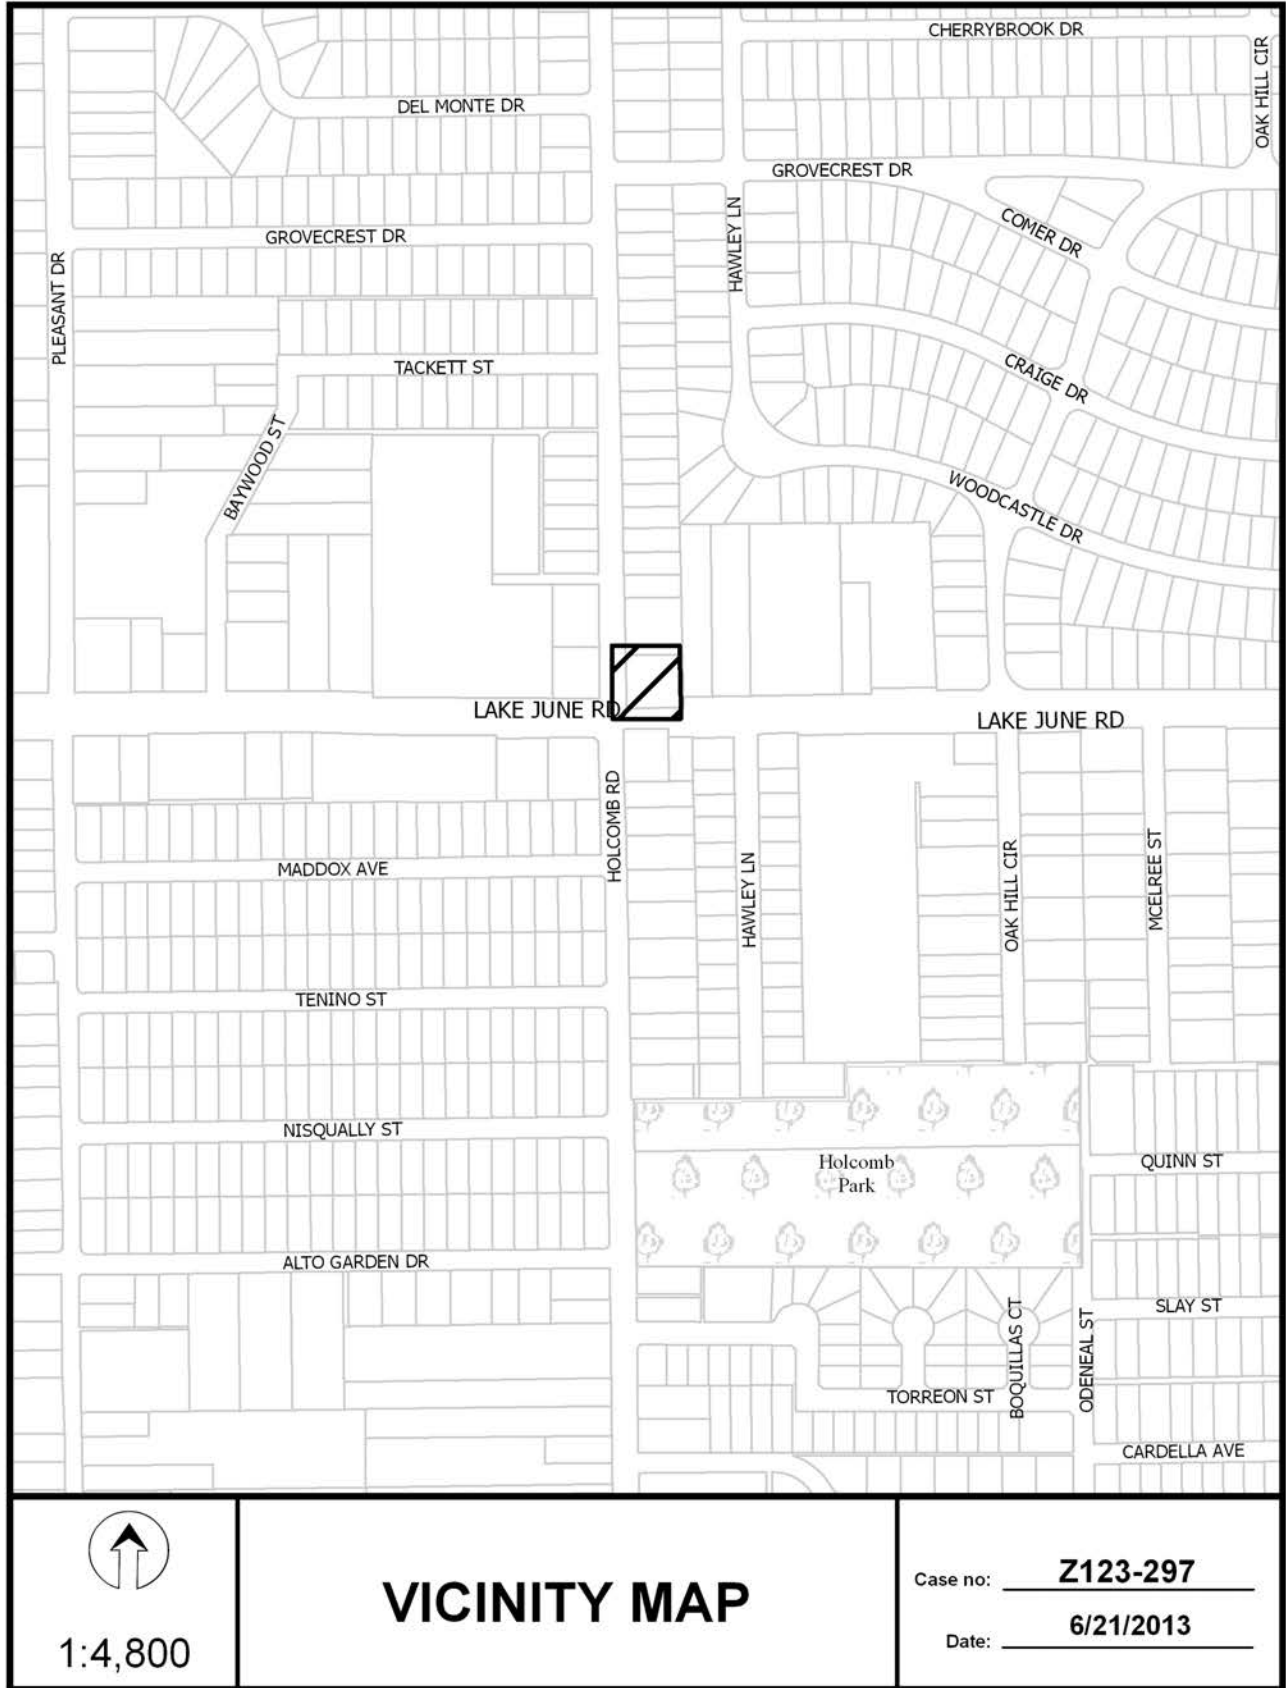 CHERRYBROOK DR
OAK HILL CIR
DEL MONTE DR
GROVECREST DR
HAWLEY LN
COMER DR
GROVECREST DR
PLEASANT DR
TACKETT ST
CRAIGE DR
BAYWOOD ST
WOODCASTLE DR
LAKE JUNE RD
LAKE JUNE RD
HOLCOMB RD
MADDOX AVE
HAWLEY LN
OAK HILL CIR
MCELREE ST
TENINO ST
NISQUALLY ST
Holcomb
Park
QUINN ST
ALTO GARDEN DR
BOQUILLAS CT
ODENEAL ST
SLAY ST
TORREON ST
CARDELLA AVE
1:4,800
VICINITY MAP
Case no: Z123-297
Date: 6/21/2013